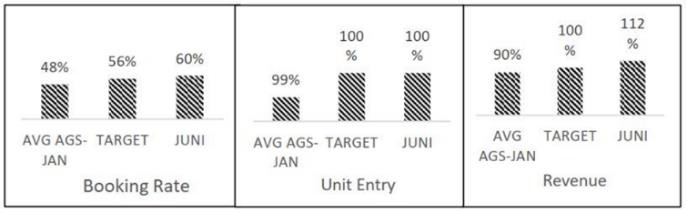 48%
56%
60%
AVG AGS-
JAN
TARGET
JUNI
Booking Rate
99%
100
%
100
%
AVG AGS-
JAN
TARGET
JUNI
Unit Entry
90%
100
%
112
%
AVG
AGS-JAN
TARGET
JUNI
Revenue